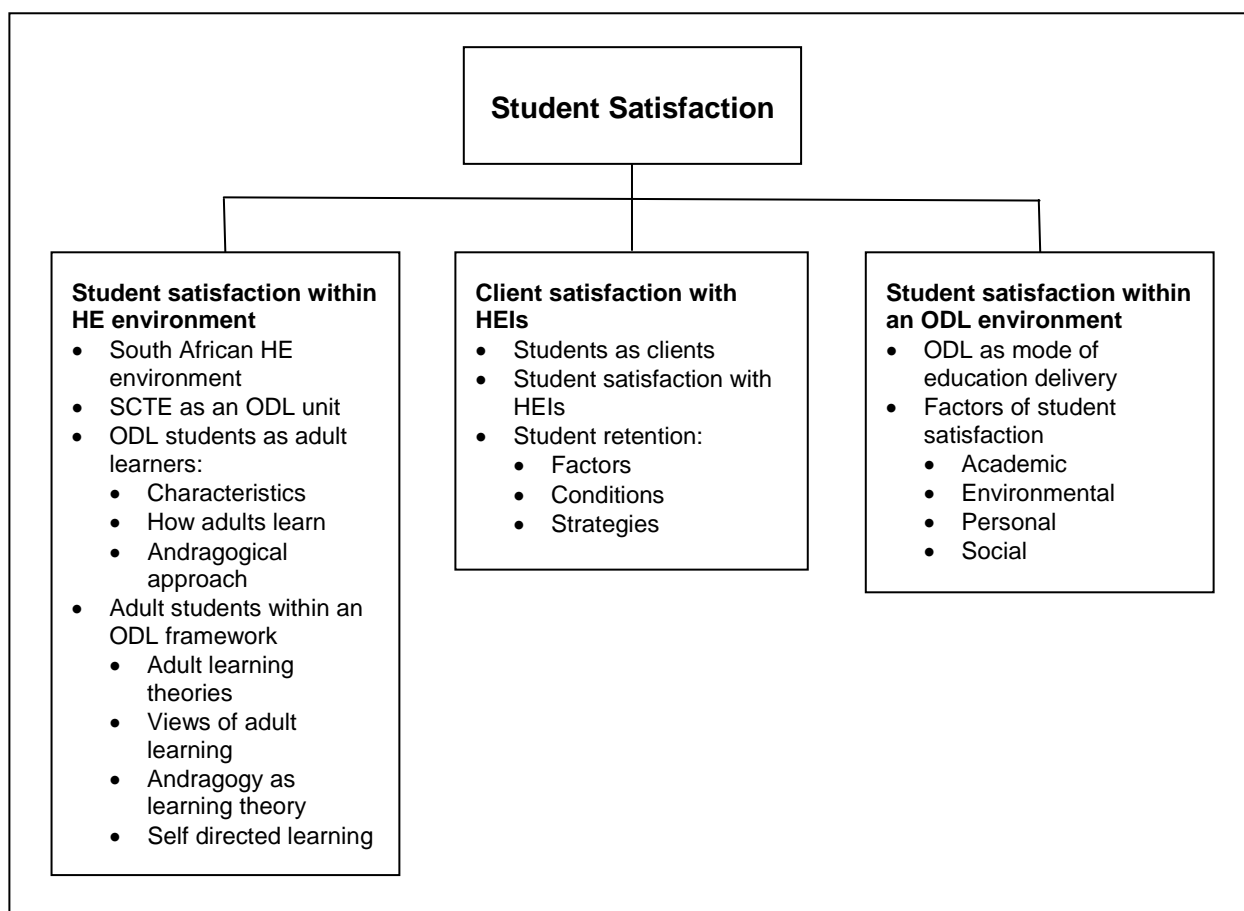 Student Satisfaction
Student satisfaction within
HE environment
• South African HE
environment
• SCTE as an ODL unit
• ODL students as adult
learners:
• Characteristics
• How adults learn
• Andragogical
approach
• Adult students within an
ODL framework
• Adult learning
theories
• Views of adult
learning
• Andragogy as
learning theory
• Self directed learning
Client satisfaction with
HEIs
• Students as clients
• Student satisfaction with
HEIs
• Student retention:
• Factors
• Conditions
• Strategies
Student satisfaction within
an ODL environment
• ODL as mode of
education delivery
• Factors of student
satisfaction
• Academic
• Environmental
• Personal
• Social